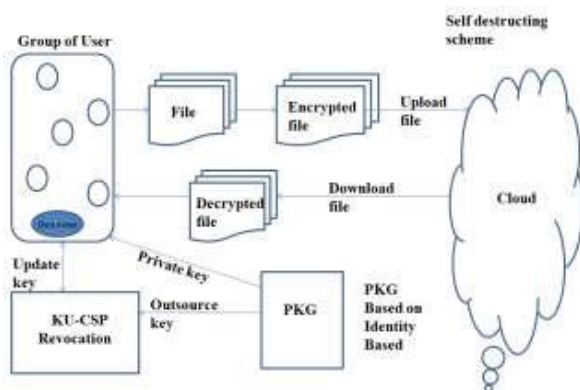 Self destructing
scheme
Group of User
File
Encrypted
file
Upload
file
Decrypted
file
Download
file
Cloud
Update
key
Private key
KU-CSP
Revocation
Outsource
key
PKG
PKG
Based on
Identity
Based